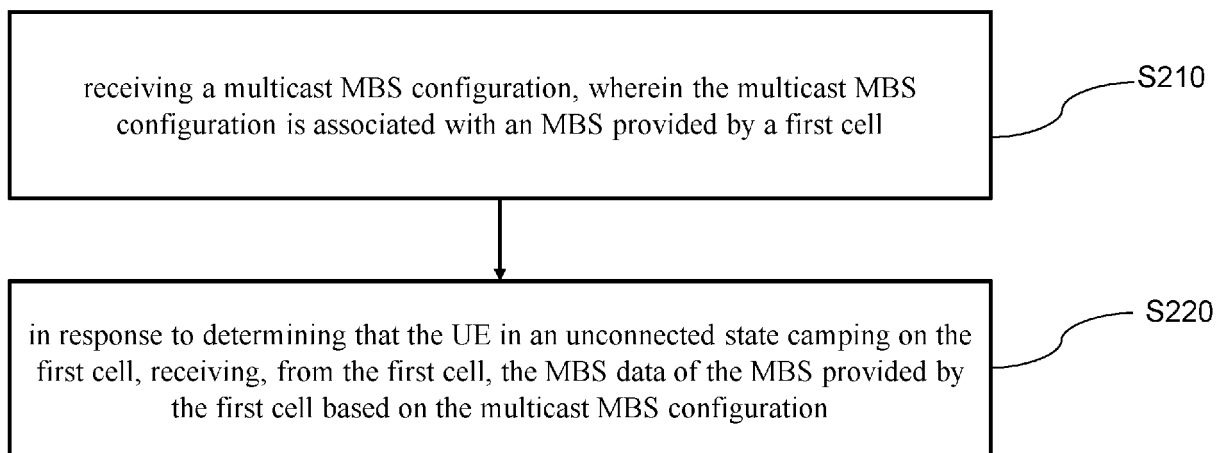 receiving a multicast MBS configuration, wherein the multicast MBS
configuration is associated with an MBS provided by a first cell
S210
in response to determining that the UE in an unconnected state camping on the
first cell, receiving, from the first cell, the MBS data of the MBS provided by
the first cell based on the multicast MBS configuration
S220